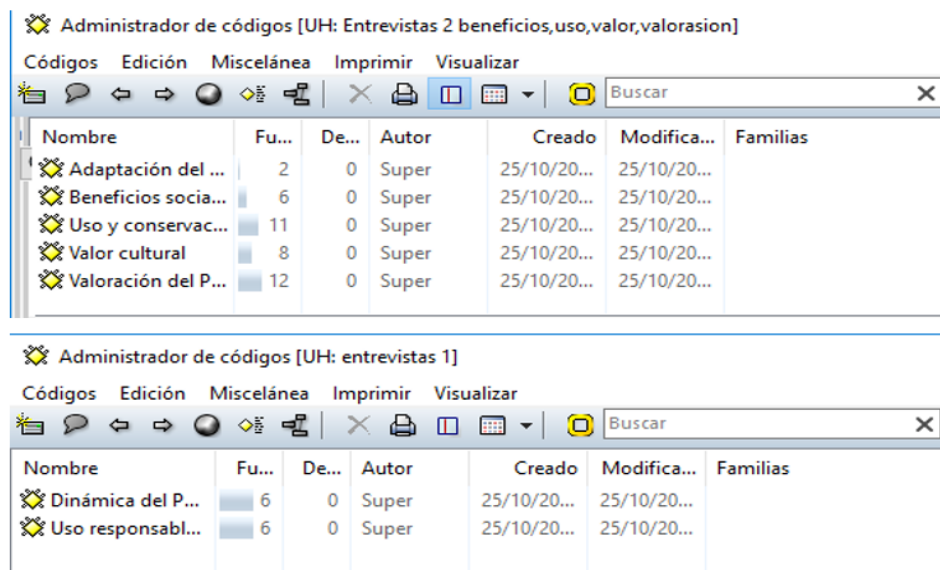 Administrador de códigos [UH: Entrevistas 2 beneficios,uso,valor,valorasion]
Códigos Edición Miscelánea Imprimir Visualizar
Buscar
Nombre Fu... De... Autor Creado Modifica... Familias
Adaptación del ... 2 0 Super 25/10/20... 25/10/20...
Beneficios socia... 6 0 Super 25/10/20... 25/10/20...
Uso y conservac... 11 0 Super 25/10/20... 25/10/20...
Valor cultural 8 0 Super 25/10/20... 25/10/20...
Valoración del P... 12 0 Super 25/10/20... 25/10/20...
Administrador de códigos [UH: entrevistas 1]
Códigos Edición Miscelánea Imprimir Visualizar
Buscar
Nombre Fu... De... Autor Creado Modifica... Familias
Dinámica del P... 6 0 Super 25/10/20... 25/10/20...
Uso responsabl... 6 0 Super 25/10/20... 25/10/20...